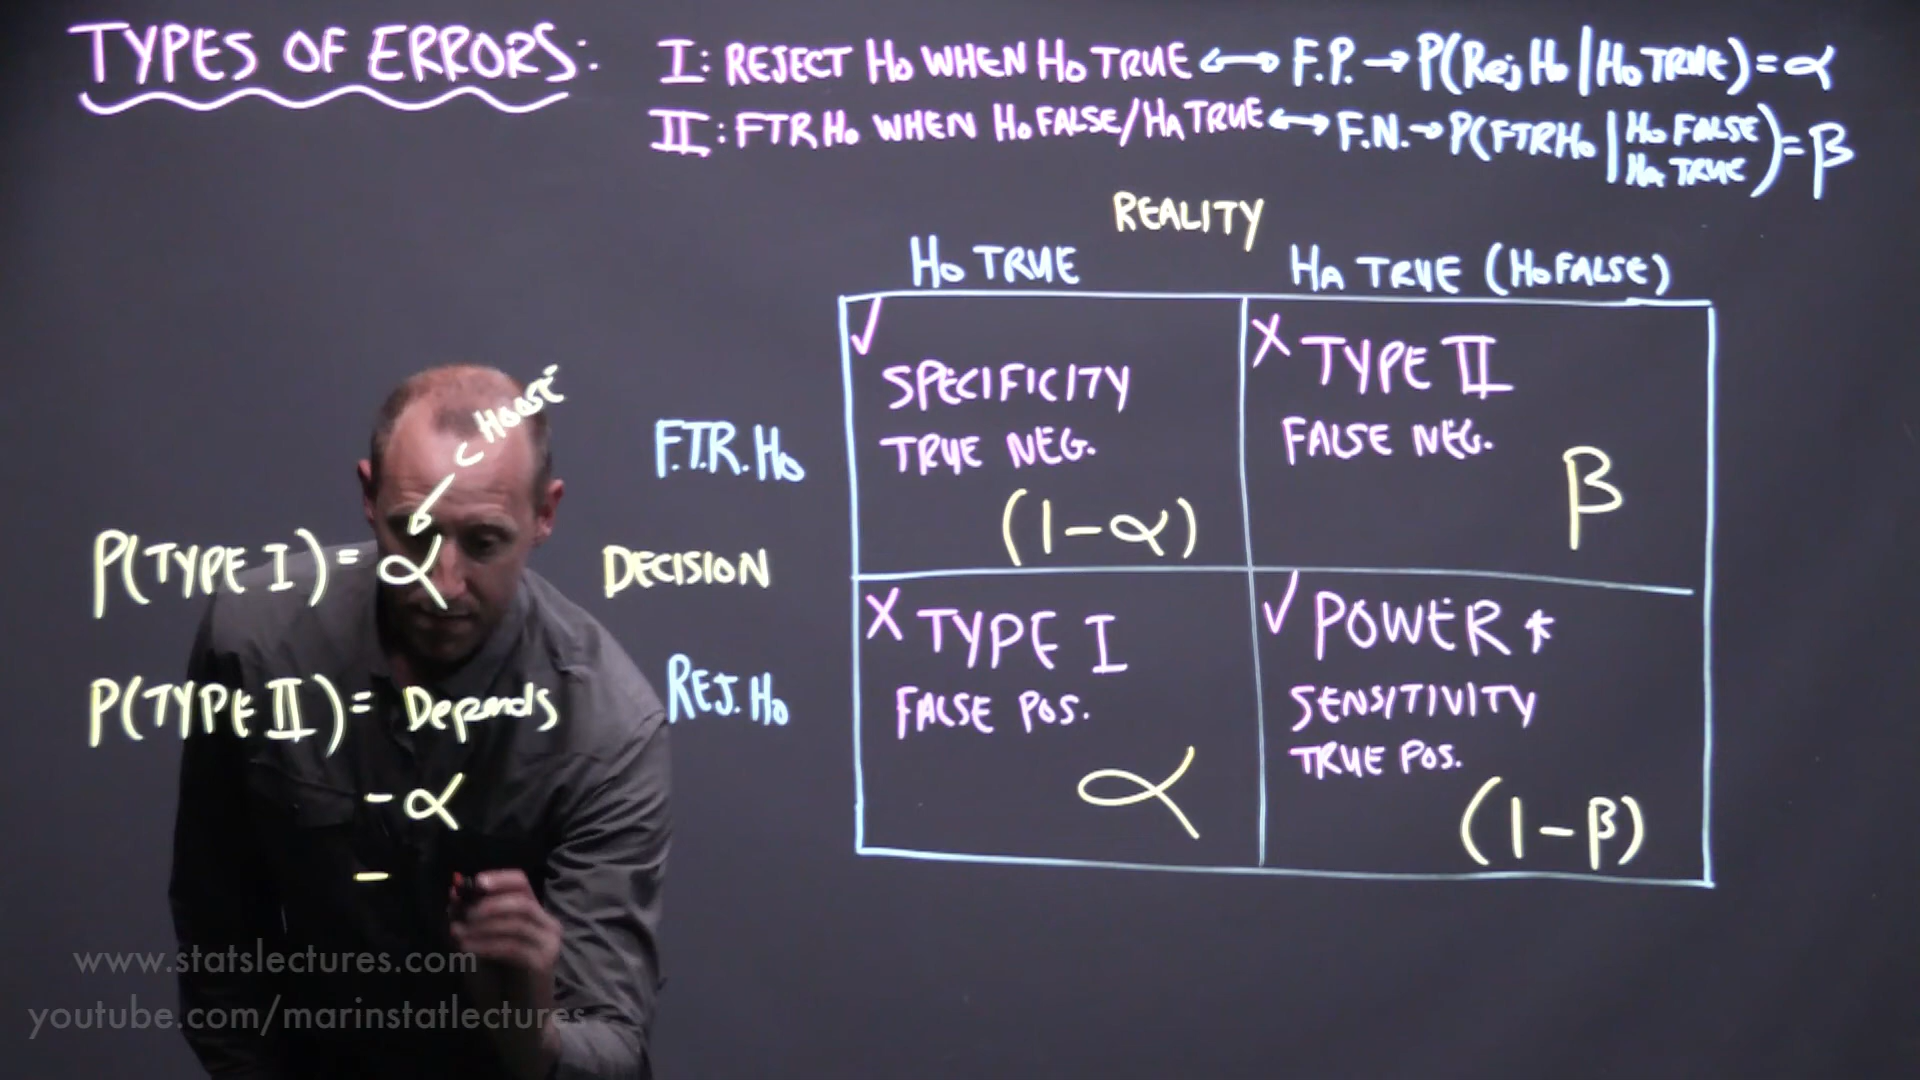 TYPES OF ERRORS:
I: REJECT H0 WHEN H0 TRUE ↔ F.P. → P(Rej H0 | H0 TRUE) = α
II: FTR H0 WHEN H0 FALSE/HA TRUE ↔ F.N. → P(FTR H0 | H0 FALSE HA TRUE) = β
REALITY
H0 TRUE
HA TRUE (H0 FALSE)
✓
SPECIFICITY
TRUE NEG.
(1-α)
X TYPE II
FALSE NEG.
β
F.T.R. H0
DECISION
REJ. H0
X TYPE I
FALSE POS.
α
✓ POWER *
SENSITIVITY
TRUE POS.
(1-β)
CHOOSE
P(TYPE I) = α
P(TYPE II) = Depends
- α
-
www.statslectures.com
youtube.com/marinstatlectures